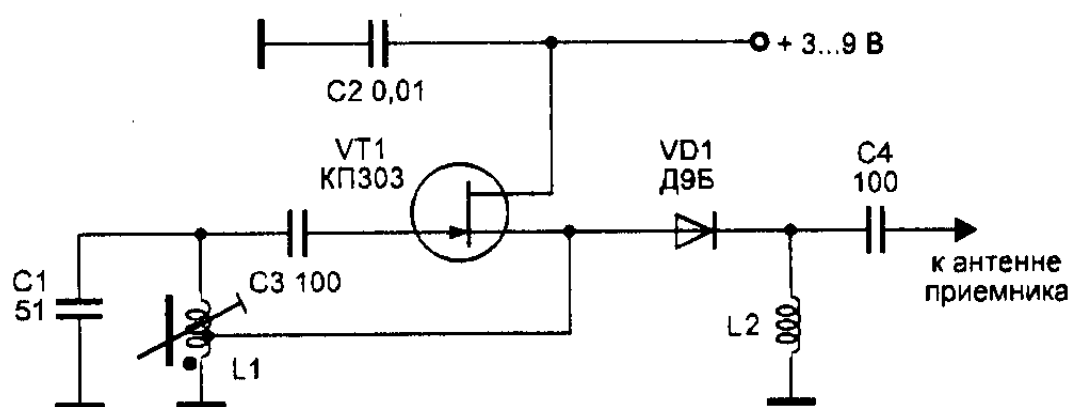 + 3...9 В
C2 0,01
VT1
КП303
VD1
Д9Б
C4
100
C1
51
C3 100
L1
L2
к антенне
приемника